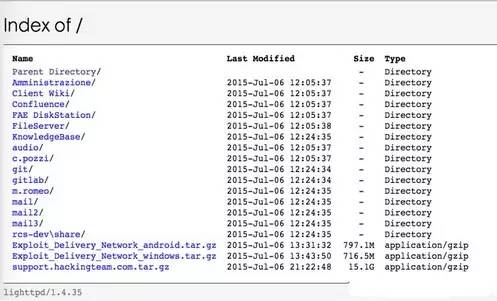 Index of /
Name Last Modified Size Type
Parent Directory/ - Directory
Amministrazione/ 2015-Jul-06 12:05:37 - Directory
Client Wiki/ 2015-Jul-06 12:05:37 - Directory
Confluence/ 2015-Jul-06 12:05:37 - Directory
FAE DiskStation/ 2015-Jul-06 12:05:37 - Directory
FileServer/ 2015-Jul-06 12:05:38 - Directory
KnowledgeBase/ 2015-Jul-06 12:24:35 - Directory
audio/ 2015-Jul-06 12:05:37 - Directory
c.pozzi/ 2015-Jul-06 12:05:37 - Directory
git/ 2015-Jul-06 12:24:34 - Directory
gitlab/ 2015-Jul-06 12:24:34 - Directory
m.romeo/ 2015-Jul-06 12:24:35 - Directory
mail/ 2015-Jul-06 12:24:35 - Directory
mail2/ 2015-Jul-06 12:24:35 - Directory
mail3/ 2015-Jul-06 12:24:35 - Directory
rcs-dev\share/ 2015-Jul-06 12:24:35 - Directory
Exploit_Delivery_Network_android.tar.gz 2015-Jul-06 13:31:32 797.1M application/gzip
Exploit_Delivery_Network_windows.tar.gz 2015-Jul-06 13:43:50 716.5M application/gzip
support.hackingteam.com.tar.gz 2015-Jul-06 21:22:48 15.1G application/gzip
lighttpd/1.4.35